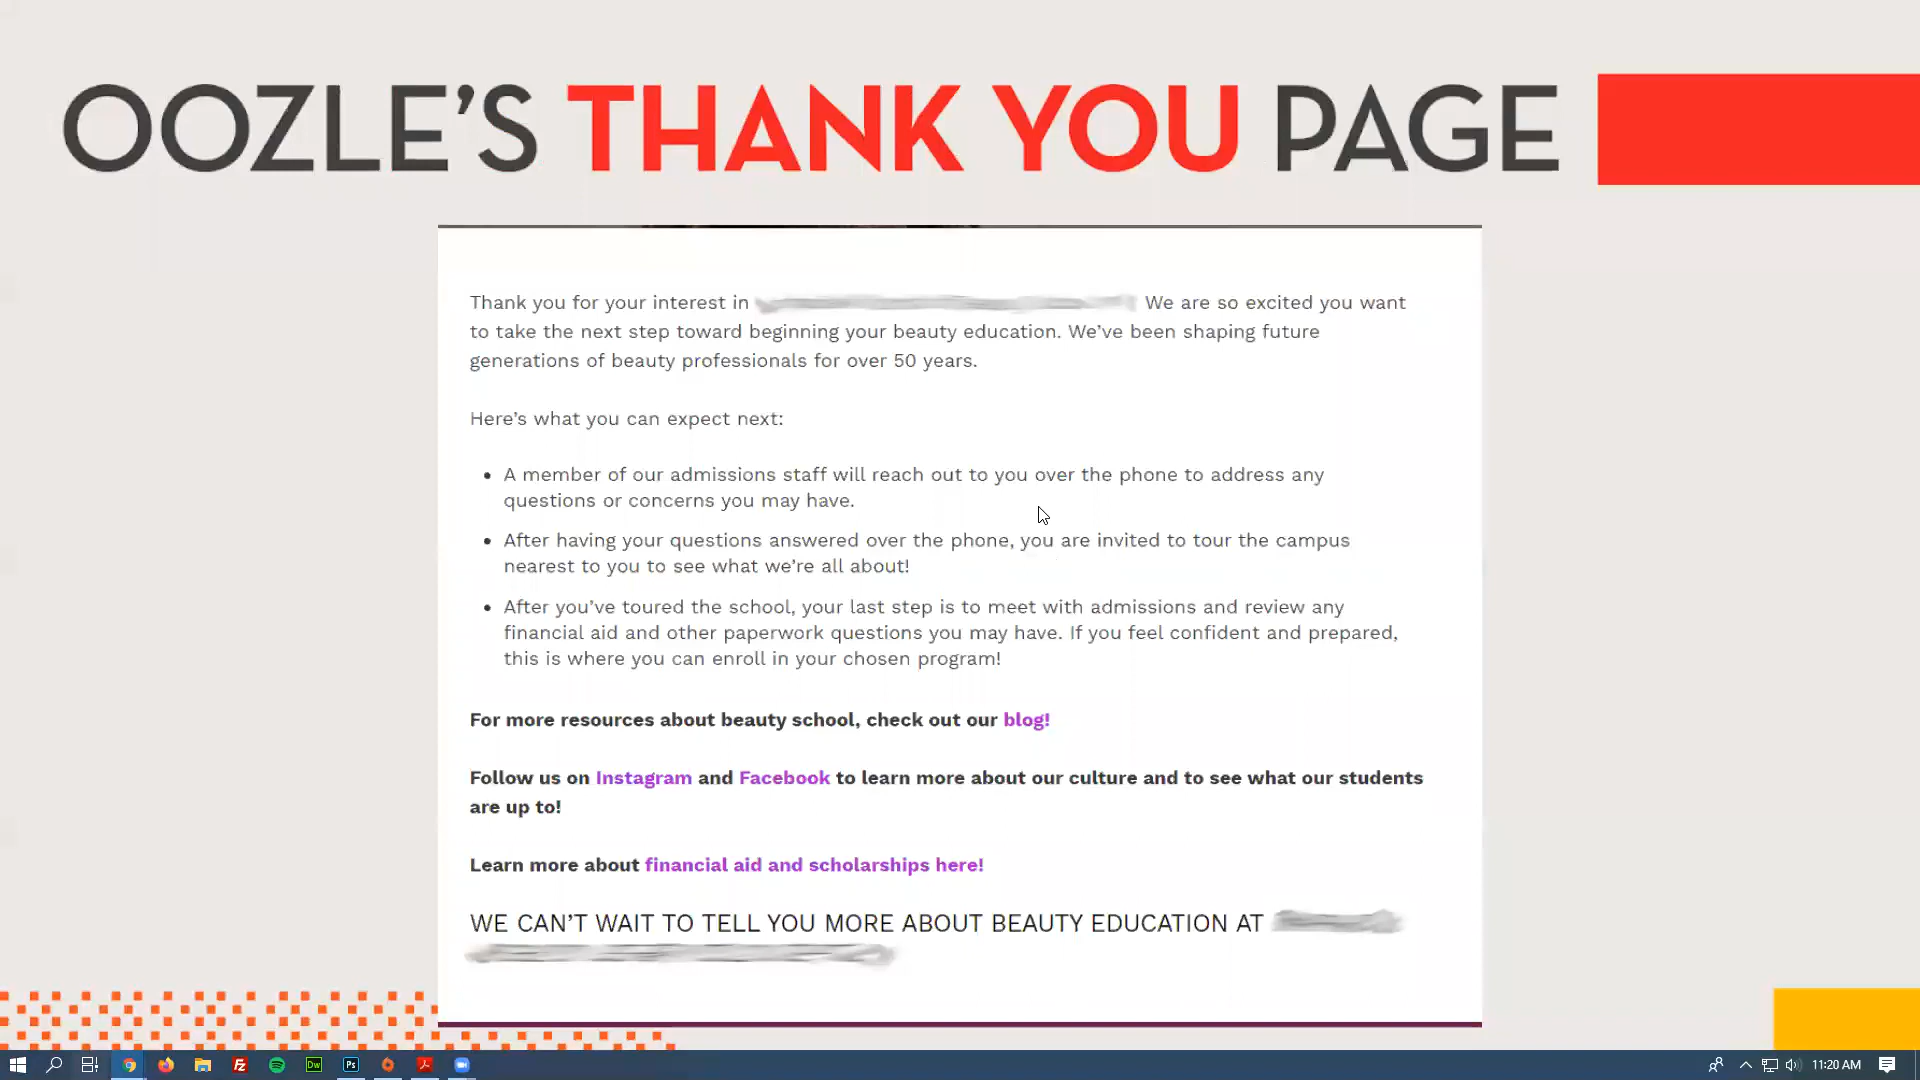 OOZLE'S THANK YOU PAGE
Thank you for your interest in We are so excited you want
to take the next step toward beginning your beauty education. We've been shaping future
generations of beauty professionals for over 50 years.
Here's what you can expect next:
• A member of our admissions staff will reach out to you over the phone to address any
questions or concerns you may have.
• After having your questions answered over the phone, you are invited to tour the campus
nearest to you to see what we're all about!
• After you've toured the school, your last step is to meet with admissions and review any
financial aid and other paperwork questions you may have. If you feel confident and prepared,
this is where you can enroll in your chosen program!
For more resources about beauty school, check out our blog!
Follow us on Instagram and Facebook to learn more about our culture and to see what our students
are up to!
Learn more about financial aid and scholarships here!
WE CAN'T WAIT TO TELL YOU MORE ABOUT BEAUTY EDUCATION AT
Fz Dw Ps 11:20 AM